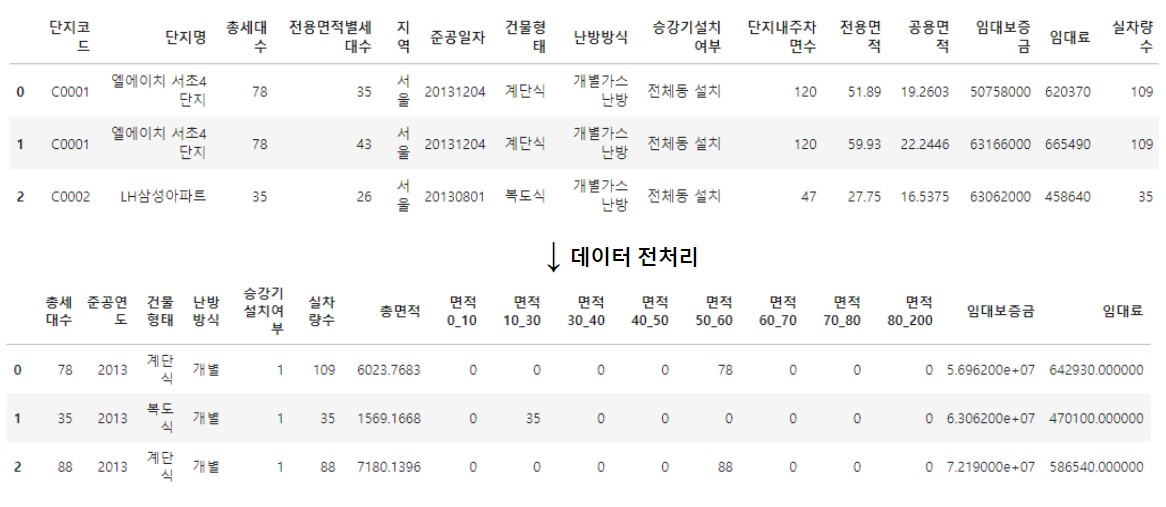 단지코드 단지명 총세대수 전용면적별세대수 지역 준공일자 건물형태 난방방식 승강기설치여부 단지내주차면수 전용면적 공용면적 임대보증금 임대료 실차량수
0 C0001 엘에이치 서초4단지 78 35 서울 20131204 계단식 개별가스난방 전체동 설치 120 51.89 19.2603 50758000 620370 109
1 C0001 엘에이치 서초4단지 78 43 서울 20131204 계단식 개별가스난방 전체동 설치 120 59.93 22.2446 63166000 665490 109
2 C0002 LH삼성아파트 35 26 서울 20130801 복도식 개별가스난방 전체동 설치 47 27.75 16.5375 63062000 458640 35
↓ 데이터 전처리
총세대수 준공연도 건물형태 난방방식 승강기설치여부 실차량수 총면적 면적0_10 면적10_30 면적30_40 면적40_50 면적50_60 면적60_70 면적70_80 면적80_200 임대보증금 임대료
0 78 2013 계단식 개별 1 109 6023.7683 0 0 0 0 78 0 0 0 5.696200e+07 642930.000000
1 35 2013 복도식 개별 1 35 1569.1668 0 35 0 0 0 0 0 0 6.306200e+07 470100.000000
2 88 2013 계단식 개별 1 88 7180.1396 0 0 0 0 88 0 0 0 7.219000e+07 586540.000000